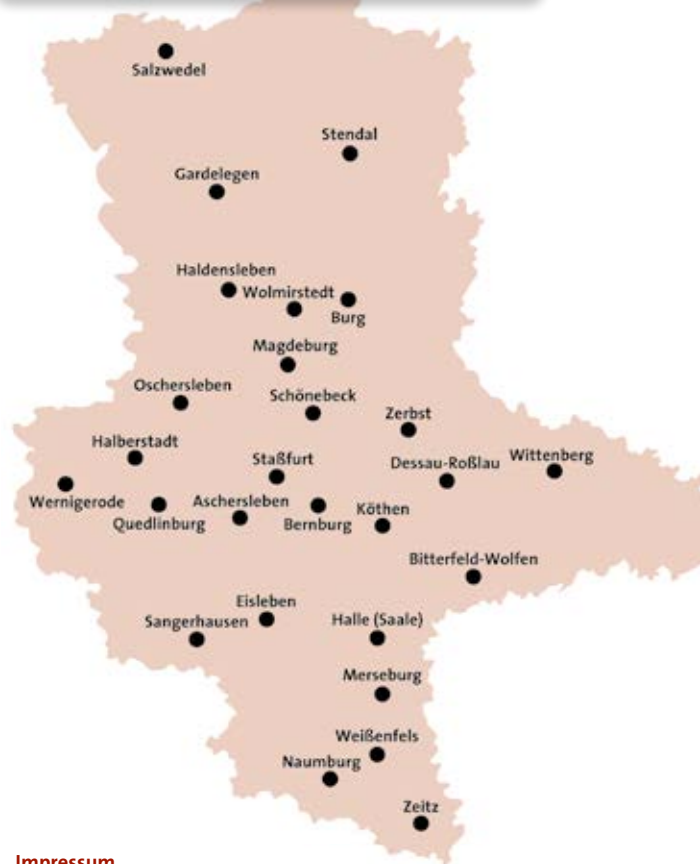 Salzwedel
Stendal
Gardelegen
Haldensleben
Wolmirstedt
Burg
Magdeburg
Oschersleben
Schönebeck
Zerbst
Halberstadt
Staßfurt
Dessau-Roßlau
Wittenberg
Wernigerode
Quedlinburg
Aschersleben
Bernburg
Köthen
Bitterfeld-Wolfen
Eisleben
Sangerhausen
Halle (Saale)
Merseburg
Weißenfels
Naumburg
Zeitz
Impressum